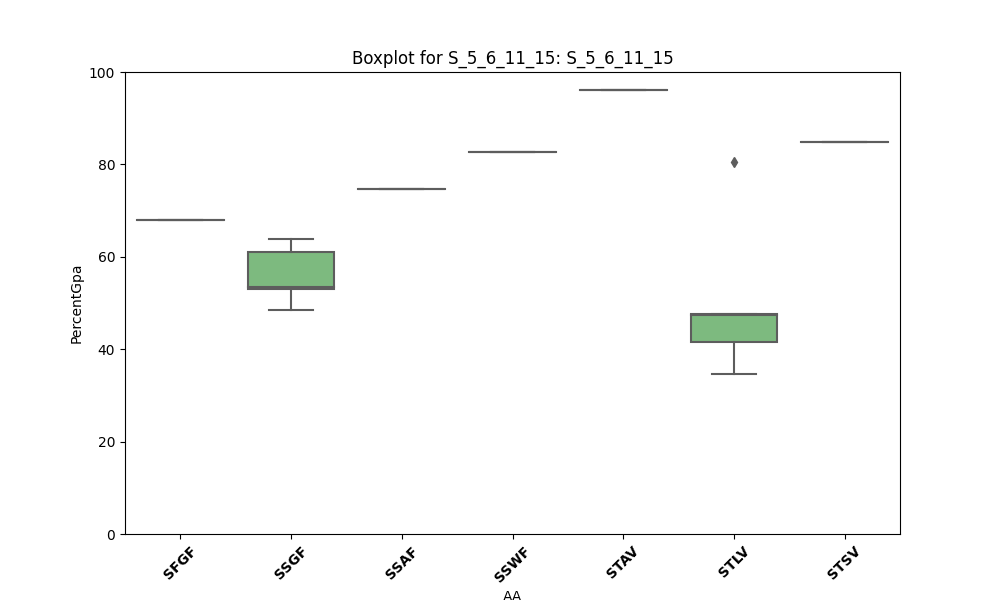 Boxplot for S_5_6_11_15: S_5_6_11_15
100
80
60
40
20
0
PercentGpa
SFGF
SSGF
SSAF
SSWF
STAV
STLV
STSV
AA